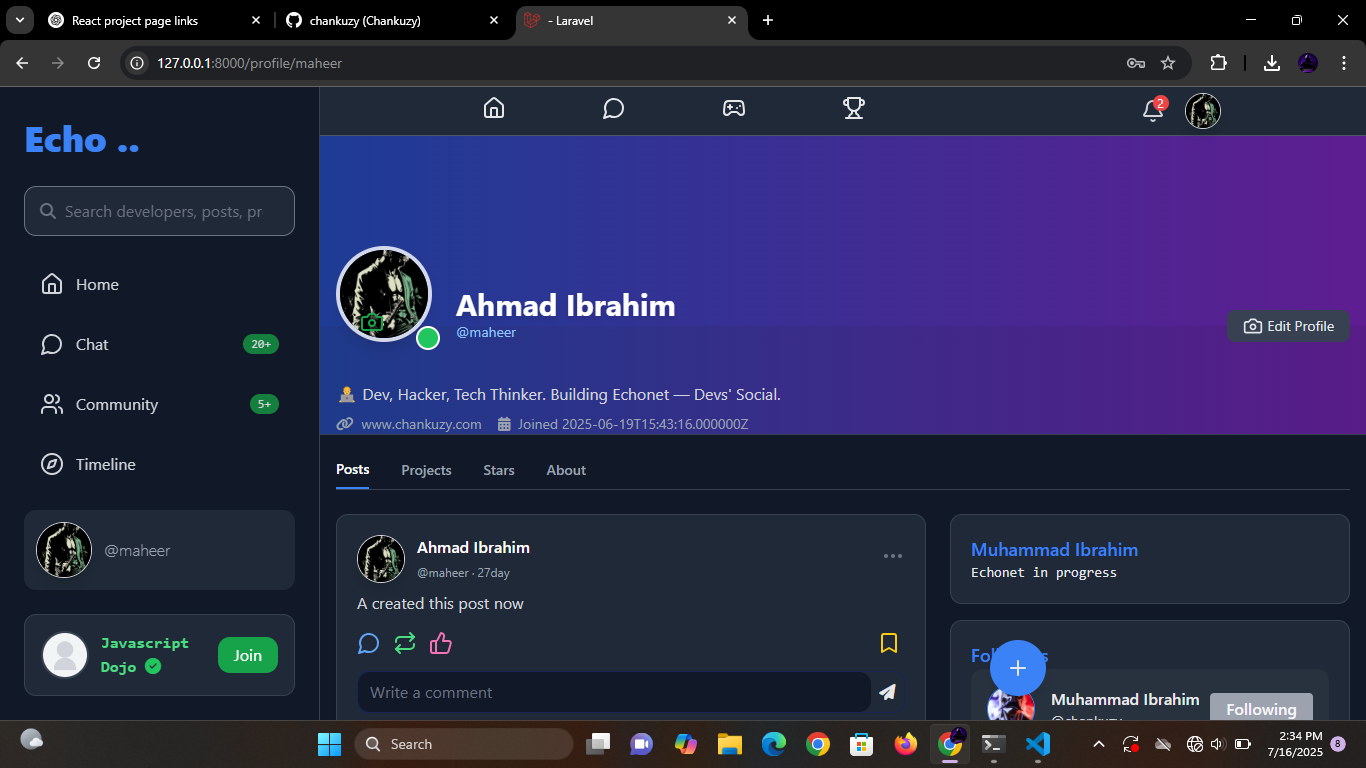 React project page links
chankuzy (Chankuzy)
- Laravel
127.0.0.1:8000/profile/maheer
Echo ..
Search developers, posts, pr
Home
Chat
20+
Community
5+
Timeline
@maheer
Javascript
Dojo
Join
2
Ahmad Ibrahim
@maheer
Edit Profile
Dev, Hacker, Tech Thinker. Building Echonet — Devs' Social.
www.chankuzy.com
Joined 2025-06-19T15:43:16.000000Z
Posts
Projects
Stars
About
Ahmad Ibrahim
@maheer · 27day
A created this post now
Write a comment
Muhammad Ibrahim
Echonet in progress
Muhammad Ibrahim
Following
Search
2:34 PM
7/16/2025
8